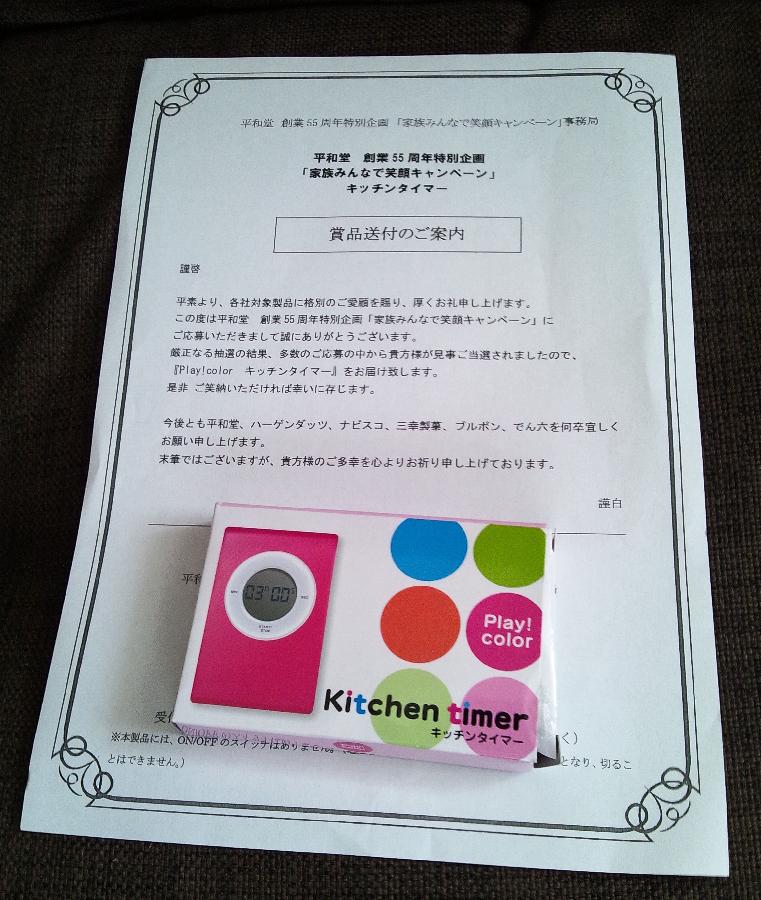 平和堂 創業55周年特別企画「家族みんなで笑顔キャンペーン」事務局
平和堂 創業55周年特別企画
「家族みんなで笑顔キャンペーン」
キッチンタイマー
賞品送付のご案内
謹啓
平素より、各社対象製品に格別のご愛顧を賜り、厚くお礼申し上げます。
この度は平和堂 創業55周年特別企画「家族みんなで笑顔キャンペーン」に
ご応募いただきまして誠にありがとうございます。
厳正なる抽選の結果、多数のご応募の中から貴方様が見事ご当選されましたので、
『Play!color キッチンタイマー』をお届け致します。
是非 ご笑納いただければ幸いに存じます。
今後とも平和堂、ハーゲンダッツ、ナビスコ、三幸製菓、ブルボン、でん六を何卒宜しく
お願い申し上げます。
末筆ではございますが、貴方様のご多幸を心よりお祈り申し上げております。
謹白
平和
03 00
START/
STOP
Play!
color
Kitchen timer
キッチンタイマー
受付
く）
※本製品には、ON/OFFのスイッチはありません。
となり、切るこ
とはできません。）